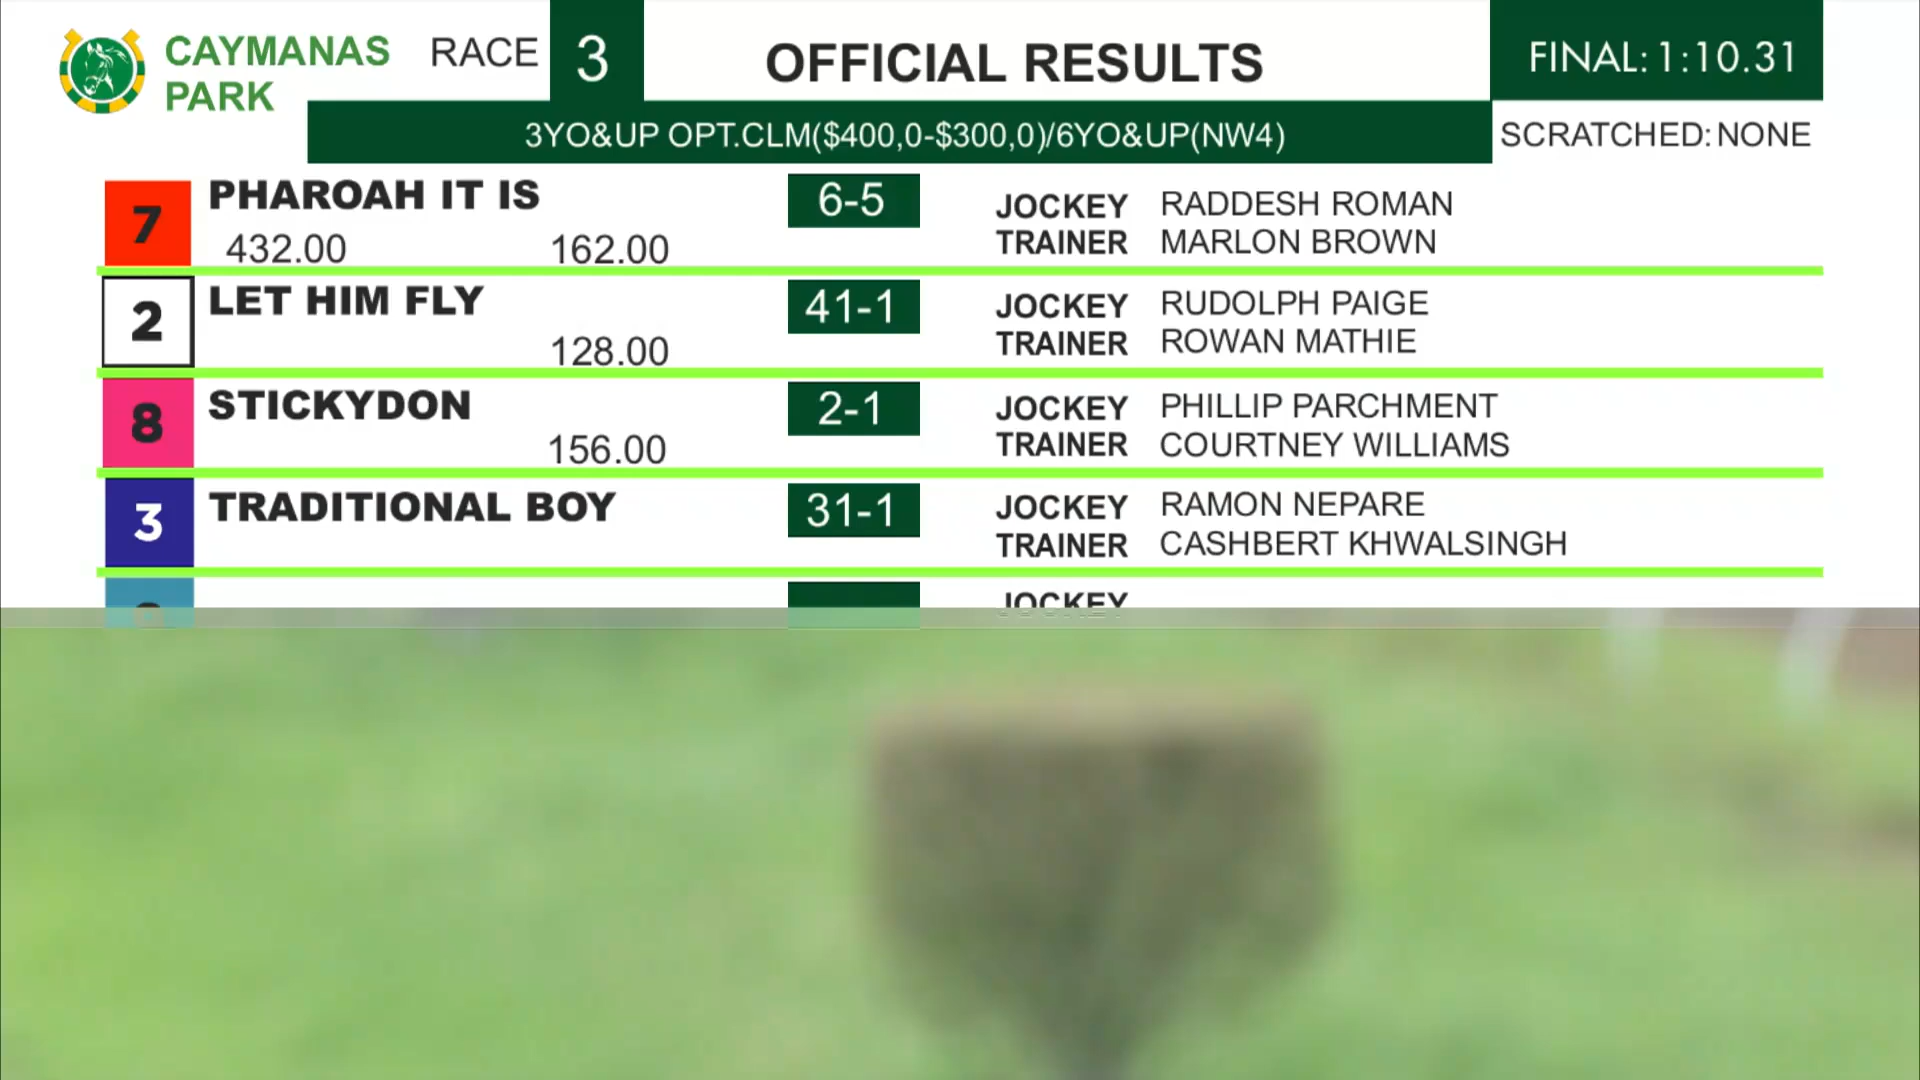 CAYMANAS PARK
RACE 3
OFFICIAL RESULTS
FINAL: 1:10.31
3YO&UP OPT.CLM($400,0-$300,0)/6YO&UP(NW4)
SCRATCHED: NONE
7 PHAROAH IT IS 6-5 JOCKEY RADDESH ROMAN
432.00 162.00 TRAINER MARLON BROWN
2 LET HIM FLY 41-1 JOCKEY RUDOLPH PAIGE
128.00 TRAINER ROWAN MATHIE
8 STICKYDON 2-1 JOCKEY PHILLIP PARCHMENT
156.00 TRAINER COURTNEY WILLIAMS
3 TRADITIONAL BOY 31-1 JOCKEY RAMON NEPARE
TRAINER CASHBERT KHWALSINGH
JOCKEY